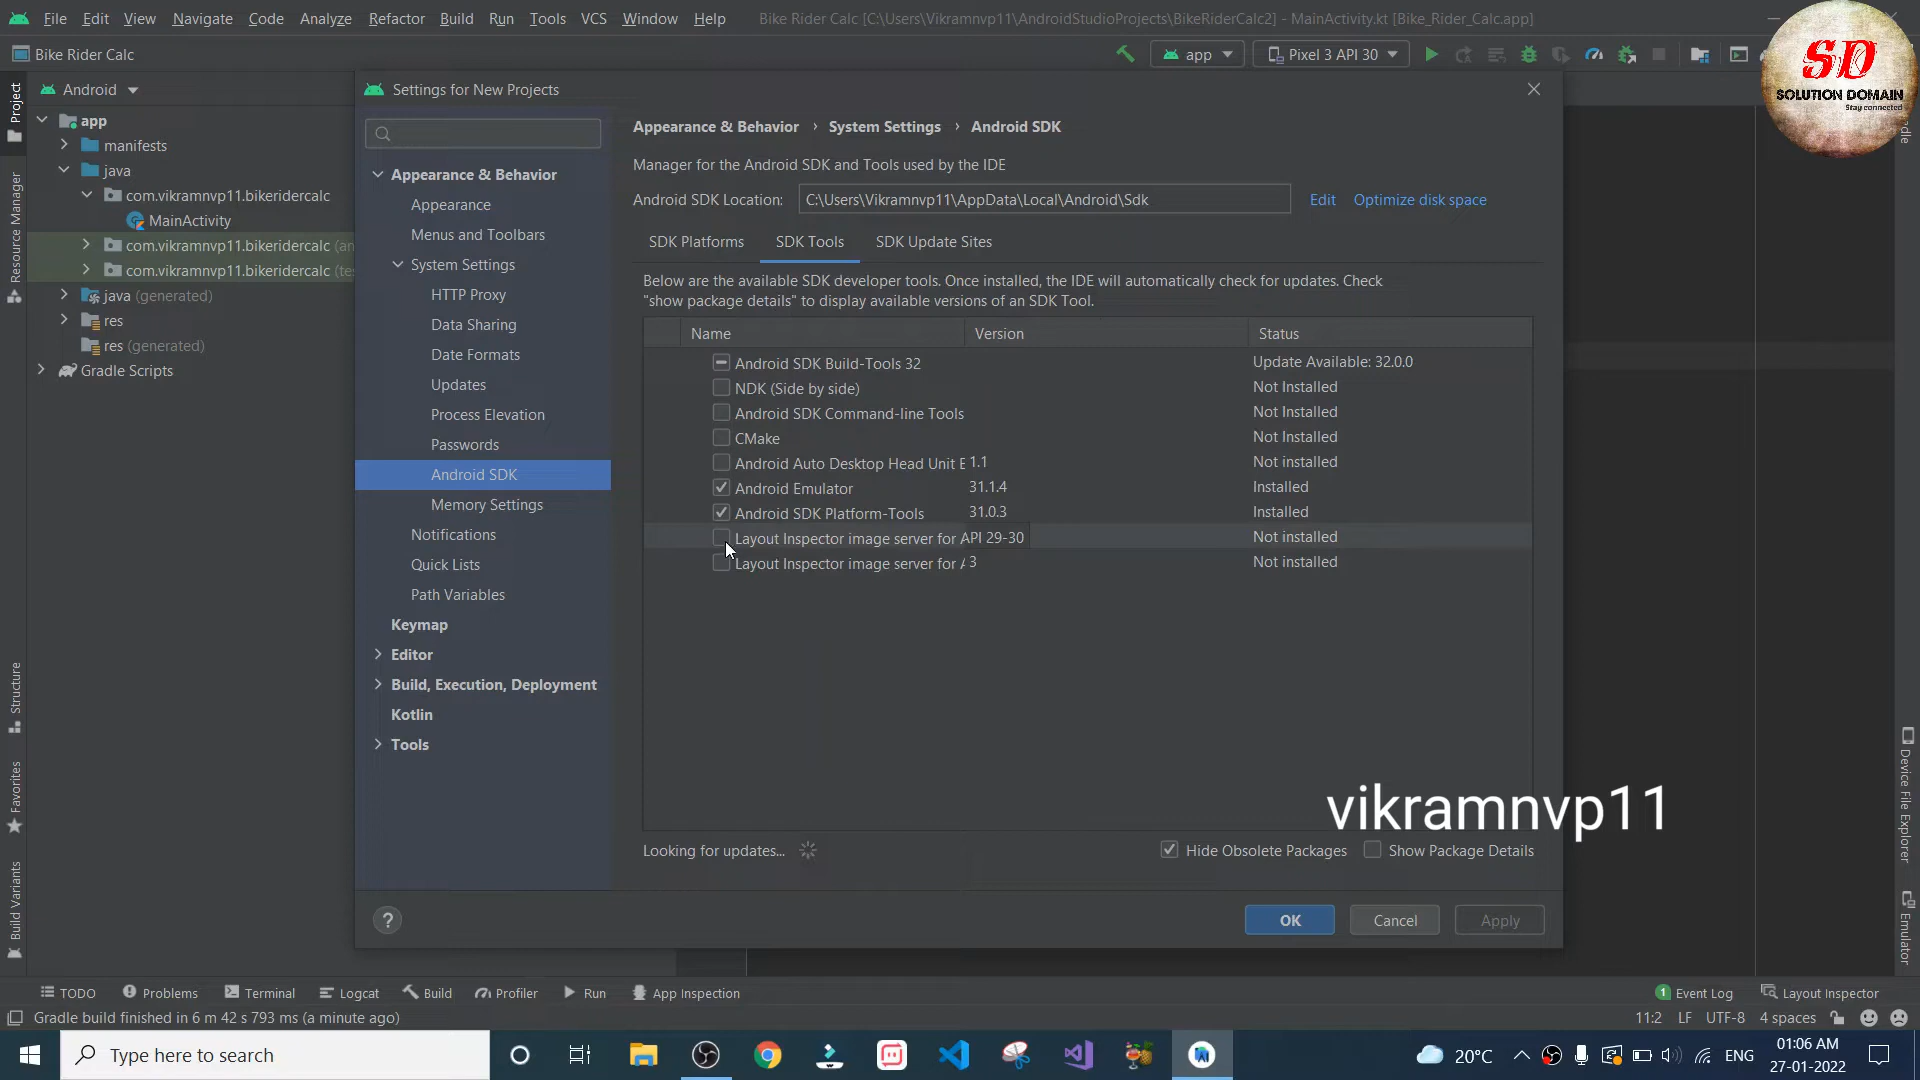 File Edit View Navigate Code Analyze Refactor Build Run Tools VCS Window Help Bike Rider Calc [C:\Users\Vikramnvp11\AndroidStudioProjects\BikeRiderCalc2] - MainActivity.kt [Bike_Rider_Calc.app]
Bike Rider Calc
app
Pixel 3 API 30
SD
SOLUTION DOMAIN
Stay connected
Project
Resource Manager
Structure
Favorites
Build Variants
Android
app
manifests
java
com.vikramnvp11.bikeridercalc
MainActivity
com.vikramnvp11.bikeridercalc (an
com.vikramnvp11.bikeridercalc (te
java (generated)
res
res (generated)
Gradle Scripts
Settings for New Projects
Appearance & Behavior
Appearance
Menus and Toolbars
System Settings
HTTP Proxy
Data Sharing
Date Formats
Updates
Process Elevation
Passwords
Android SDK
Memory Settings
Notifications
Quick Lists
Path Variables
Keymap
Editor
Build, Execution, Deployment
Kotlin
Tools
Appearance & Behavior › System Settings › Android SDK
Manager for the Android SDK and Tools used by the IDE
Android SDK Location: C:\Users\Vikramnvp11\AppData\Local\Android\Sdk Edit Optimize disk space
SDK Platforms SDK Tools SDK Update Sites
Below are the available SDK developer tools. Once installed, the IDE will automatically check for updates. Check
"show package details" to display available versions of an SDK Tool.
Name Version Status
Android SDK Build-Tools 32 Update Available: 32.0.0
NDK (Side by side) Not Installed
Android SDK Command-line Tools Not Installed
CMake Not Installed
Android Auto Desktop Head Unit E 1.1 Not installed
Android Emulator 31.1.4 Installed
Android SDK Platform-Tools 31.0.3 Installed
Layout Inspector image server for API 29-30 Not installed
Layout Inspector image server for A 3 Not installed
vikramnvp11
Looking for updates... Hide Obsolete Packages Show Package Details
? OK Cancel Apply
Device File Explorer
Emulator
TODO Problems Terminal Logcat Build Profiler Run App Inspection 1 Event Log Layout Inspector
Gradle build finished in 6 m 42 s 793 ms (a minute ago) 11:2 LF UTF-8 4 spaces
Type here to search 20°C ENG 01:06 AM
27-01-2022